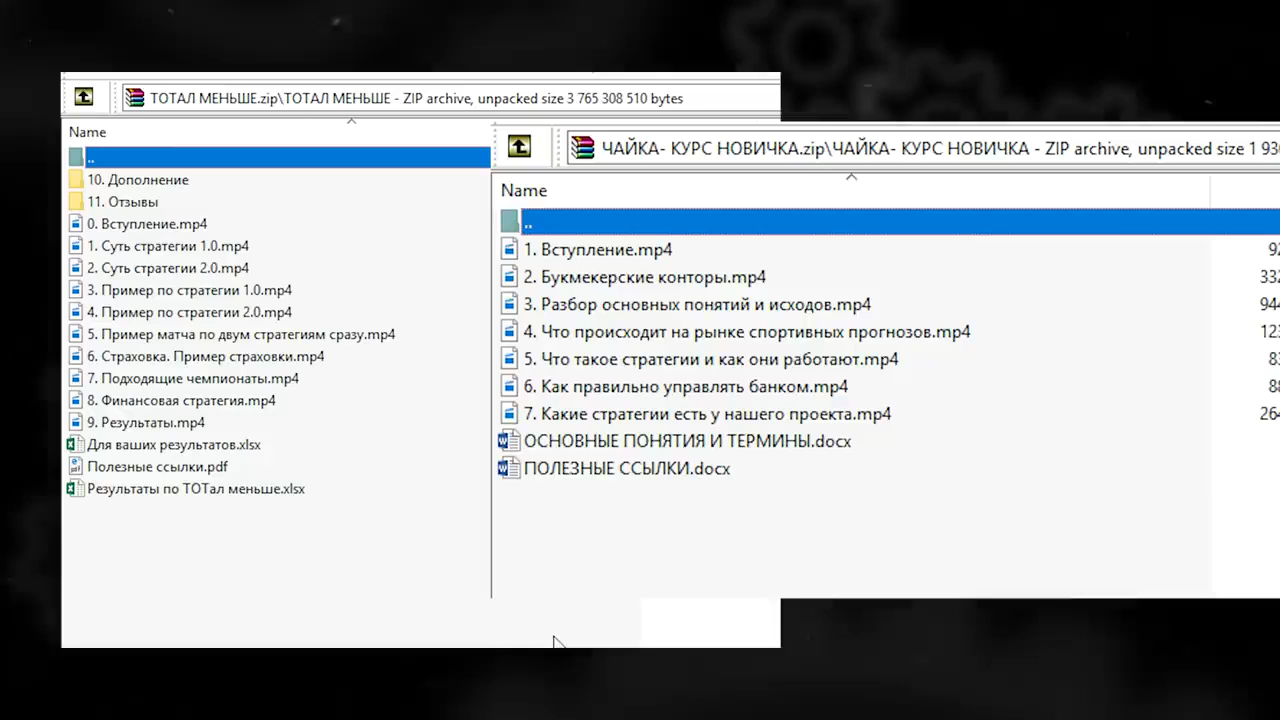 ТОТАЛ МЕНЬШЕ.zip\ТОТАЛ МЕНЬШЕ - ZIP archive, unpacked size 3 765 308 510 bytes
Name
..
10. Дополнение
11. Отзывы
0. Вступление.mp4
1. Суть стратегии 1.0.mp4
2. Суть стратегии 2.0.mp4
3. Пример по стратегии 1.0.mp4
4. Пример по стратегии 2.0.mp4
5. Пример матча по двум стратегиям сразу.mp4
6. Страховка. Пример страховки.mp4
7. Подходящие чемпионаты.mp4
8. Финансовая стратегия.mp4
9. Результаты.mp4
Для ваших результатов.xlsx
Полезные ссылки.pdf
Результаты по ТОТал меньше.xlsx
ЧАЙКА- КУРС НОВИЧКА.zip\ЧАЙКА- КУРС НОВИЧКА - ZIP archive, unpacked size 1 93
Name
..
1. Вступление.mp4 92
2. Букмекерские конторы.mp4 332
3. Разбор основных понятий и исходов.mp4 944
4. Что происходит на рынке спортивных прогнозов.mp4 123
5. Что такое стратегии и как они работают.mp4 83
6. Как правильно управлять банком.mp4 88
7. Какие стратегии есть у нашего проекта.mp4 264
ОСНОВНЫЕ ПОНЯТИЯ И ТЕРМИНЫ.docx
ПОЛЕЗНЫЕ ССЫЛКИ.docx